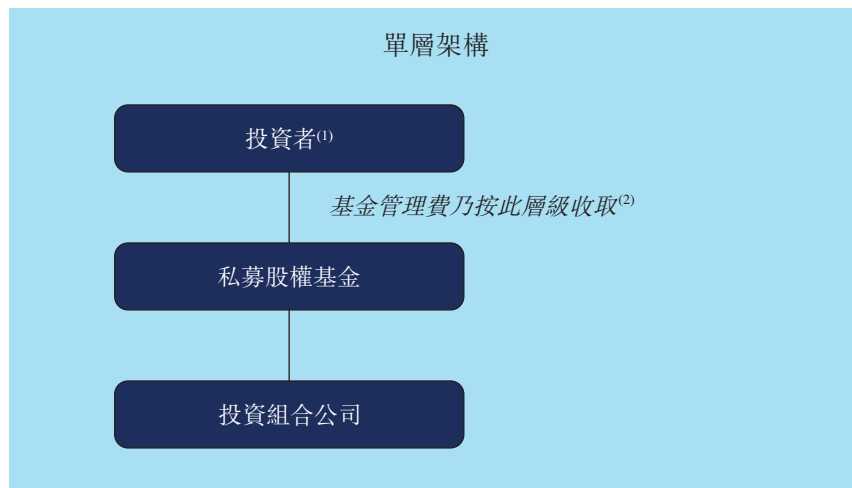 單層架構
投資者(1)
基金管理費乃按此層級收取(2)
私募股權基金
投資組合公司